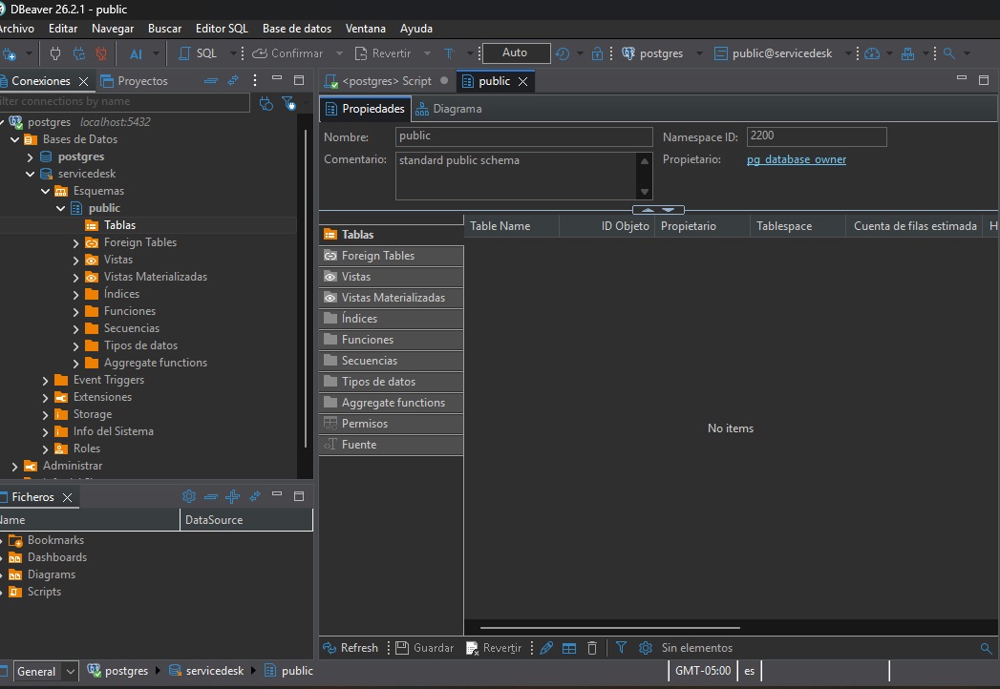 DBeaver 26.2.1 - public
Archivo Editar Navegar Buscar Editor SQL Base de datos Ventana Ayuda
AI SQL Confirmar Revertir T Auto postgres public@servicedesk
Conexiones Proyectos
filter connections by name
postgres localhost:5432
Bases de Datos
postgres
servicedesk
Esquemas
public
Tablas
Foreign Tables
Vistas
Vistas Materializadas
Índices
Funciones
Secuencias
Tipos de datos
Aggregate functions
Event Triggers
Extensiones
Storage
Info del Sistema
Roles
Administrar
Ficheros
Name DataSource
Bookmarks
Dashboards
Diagrams
Scripts
<postgres> Script public
Propiedades Diagrama
Nombre: public Namespace ID: 2200
Comentario: standard public schema Propietario: pg_database_owner
Tablas
Foreign Tables
Vistas
Vistas Materializadas
Índices
Funciones
Secuencias
Tipos de datos
Aggregate functions
Permisos
Fuente
Table Name ID Objeto Propietario Tablespace Cuenta de filas estimada H
No items
Refresh Guardar Revertir Sin elementos
General postgres servicedesk public GMT-05:00 es